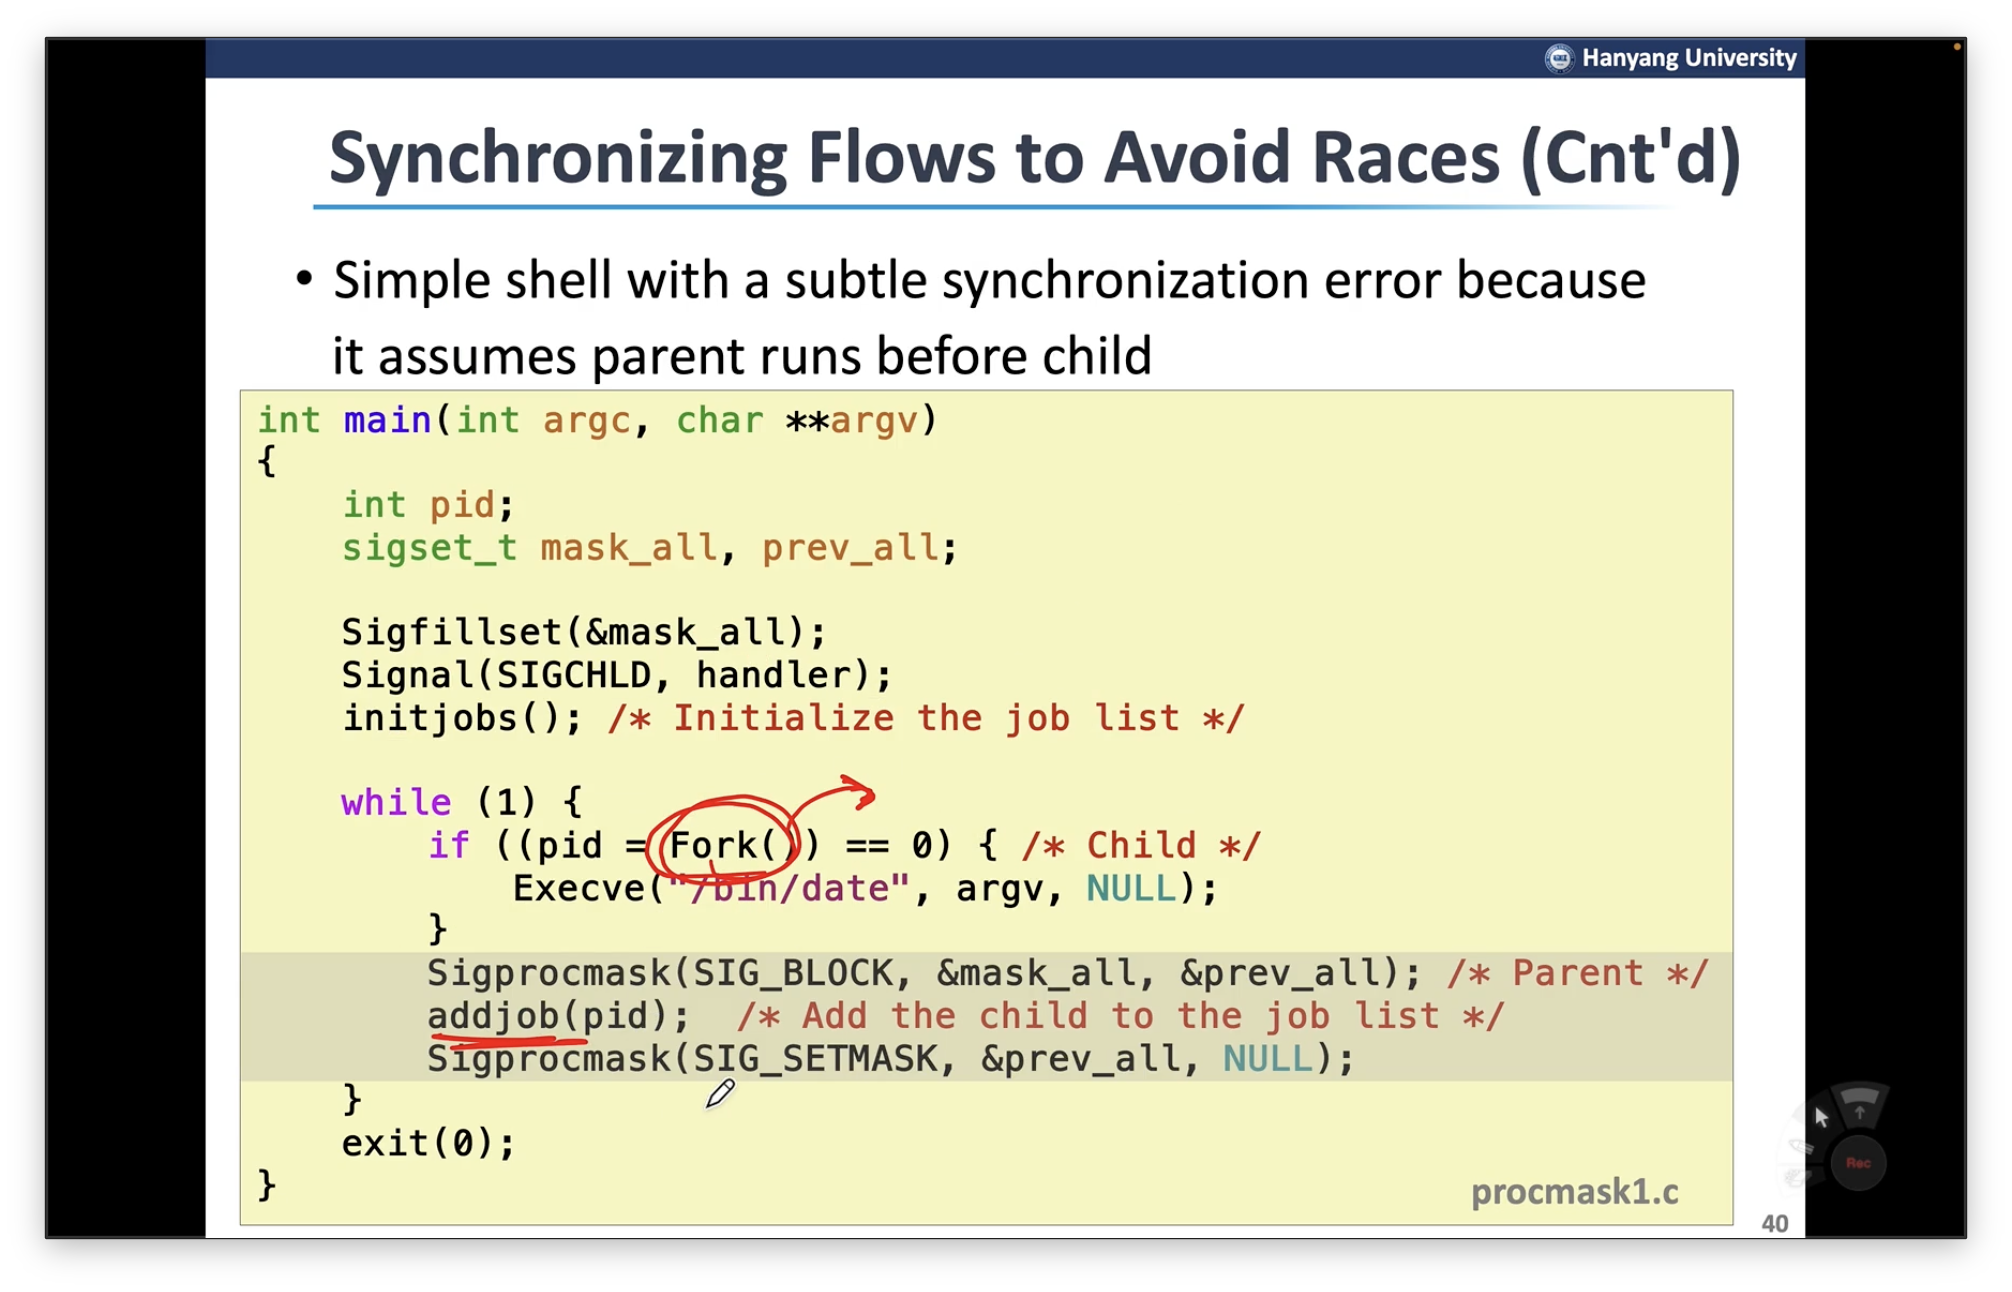 Hanyang University
Synchronizing Flows to Avoid Races (Cnt'd)
• Simple shell with a subtle synchronization error because
it assumes parent runs before child
int main(int argc, char **argv)
{
    int pid;
    sigset_t mask_all, prev_all;
    Sigfillset(&mask_all);
    Signal(SIGCHLD, handler);
    initjobs(); /* Initialize the job list */
    while (1) {
        if ((pid = Fork()) == 0) { /* Child */
            Execve("/bin/date", argv, NULL);
        }
        Sigprocmask(SIG_BLOCK, &mask_all, &prev_all); /* Parent */
        addjob(pid);  /* Add the child to the job list */
        Sigprocmask(SIG_SETMASK, &prev_all, NULL);
    }
    exit(0);
}
procmask1.c
Rec
40